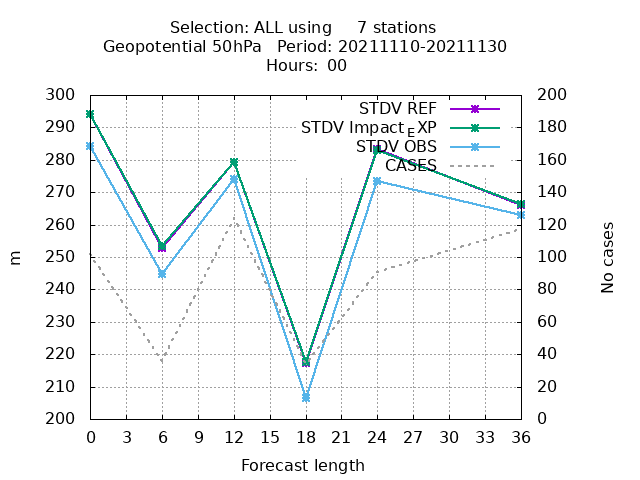 Selection: ALL using     7 stations
Geopotential 50hPa   Period: 20211110-20211130
Hours:  00
300
290
280
270
260
250
240
230
220
210
200
m
STDV REF
STDV Impact_EXP
STDV OBS
CASES
200
180
160
140
120
100
80
60
40
20
0
No cases
0 3 6 9 12 15 18 21 24 27 30 33 36
Forecast length